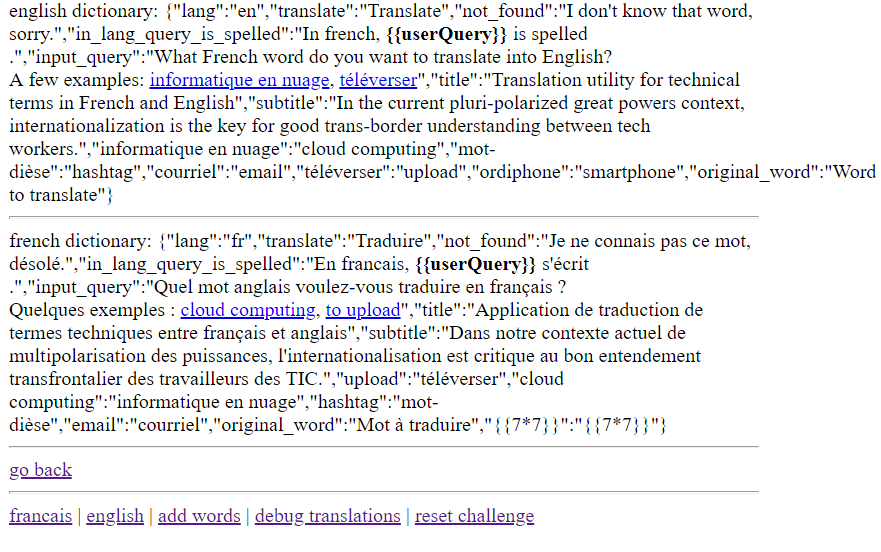 english dictionary: {"lang":"en","translate":"Translate","not_found":"I don't know that word,
sorry.","in_lang_query_is_spelled":"In french, {{userQuery}} is spelled
.","input_query":"What French word do you want to translate into English?
A few examples: informatique en nuage, téléverser","title":"Translation utility for technical
terms in French and English","subtitle":"In the current pluri-polarized great powers context,
internationalization is the key for good trans-border understanding between tech
workers.","informatique en nuage":"cloud computing","mot-
dièse":"hashtag","courriel":"email","téléverser":"upload","ordiphone":"smartphone","original_word":"Word
to translate"}
french dictionary: {"lang":"fr","translate":"Traduire","not_found":"Je ne connais pas ce mot,
désolé.","in_lang_query_is_spelled":"En francais, {{userQuery}} s'écrit
.","input_query":"Quel mot anglais voulez-vous traduire en français ?
Quelques exemples : cloud computing, to upload","title":"Application de traduction de
termes techniques entre français et anglais","subtitle":"Dans notre contexte actuel de
multipolarisation des puissances, l'internationalisation est critique au bon entendement
transfrontalier des travailleurs des TIC.","upload":"téléverser","cloud
computing":"informatique en nuage","hashtag":"mot-
dièse","email":"courriel","original_word":"Mot à traduire","{{7*7}}":"{{7*7}}"}
go back
francais | english | add words | debug translations | reset challenge